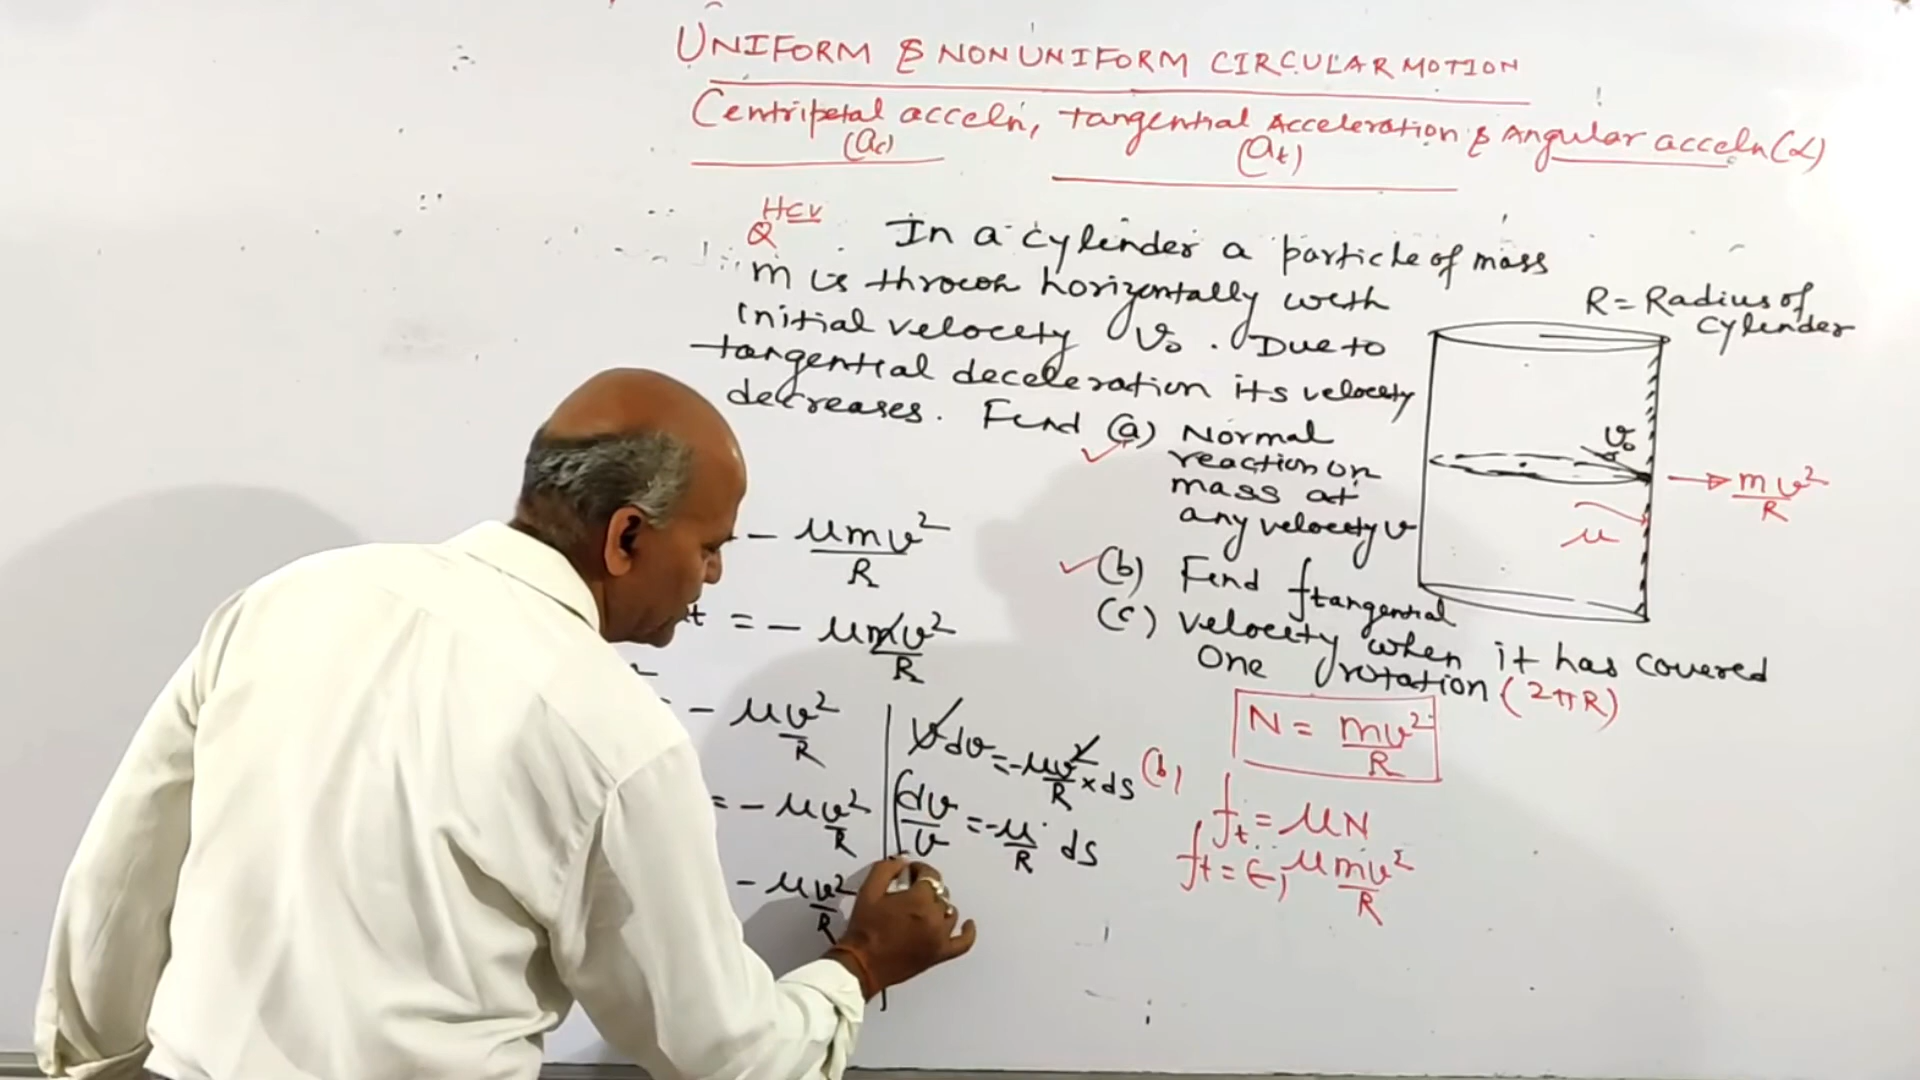 UNIFORM & NONUNIFORM CIRCULAR MOTION
Centripetal acceln, tangential Acceleration & Angular acceln (α)
(ac)
(at)
HCV
Q
In a cylinder a particle of mass
m is thrown horizontally with
initial velocity v₀. Due to
tangential deceleration its velocity
decreases. Find (a) Normal
reaction on
mass at
any velocity v
(b) Find f tangential
(c) velocity when it has covered
one rotation (2πR)
R = Radius of
cylinder
v₀
mv²/R
μ
N = mv²/R
(b)
ft = μN
ft = (-) μmv²/R
- μmv²/R
t = - μmv²/R
- μv²/R
= - μv²/R
- μv²/R
vdv = -μv²/R × ds
∫dv/v = -μ/R ds